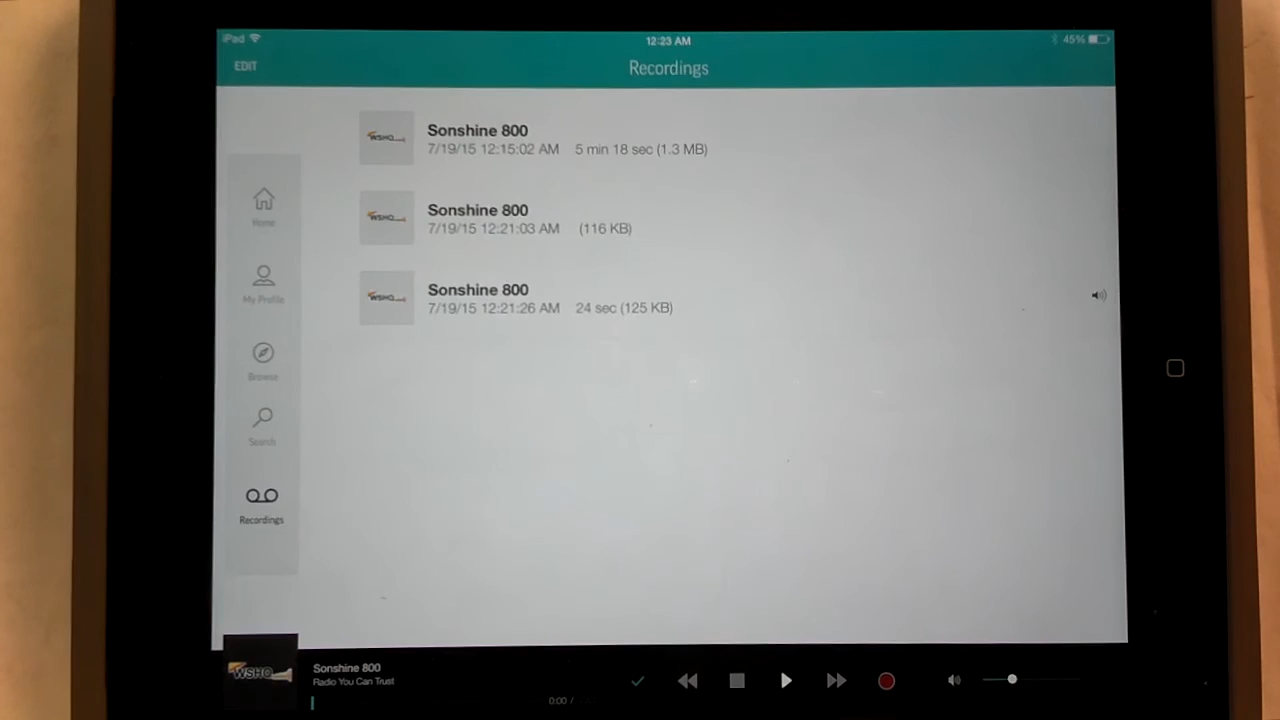 iPad 12:23 AM 45%
EDIT Recordings
Sonshine 800
7/19/15 12:15:02 AM 5 min 18 sec (1.3 MB)
Sonshine 800
7/19/15 12:21:03 AM (116 KB)
Sonshine 800
7/19/15 12:21:26 AM 24 sec (125 KB)
Home
My Profile
Browse
Search
Recordings
WSHO
Sonshine 800
Radio You Can Trust
0:00 /